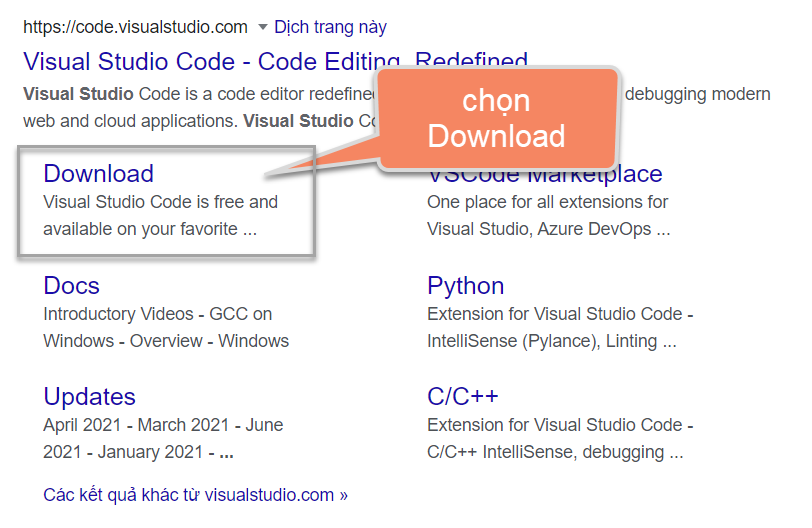 https://code.visualstudio.com Dịch trang này
Visual Studio Code - Code Editing. Redefined
Visual Studio Code is a code editor redefined debugging modern
web and cloud applications. Visual Studio
chọn
Download
Download
Visual Studio Code is free and
available on your favorite ...
VSCode Marketplace
One place for all extensions for
Visual Studio, Azure DevOps ...
Docs
Introductory Videos - GCC on
Windows - Overview - Windows
Python
Extension for Visual Studio Code -
IntelliSense (Pylance), Linting ...
Updates
April 2021 - March 2021 - June
2021 - January 2021 - ...
C/C++
Extension for Visual Studio Code -
C/C++ IntelliSense, debugging ...
Các kết quả khác từ visualstudio.com »